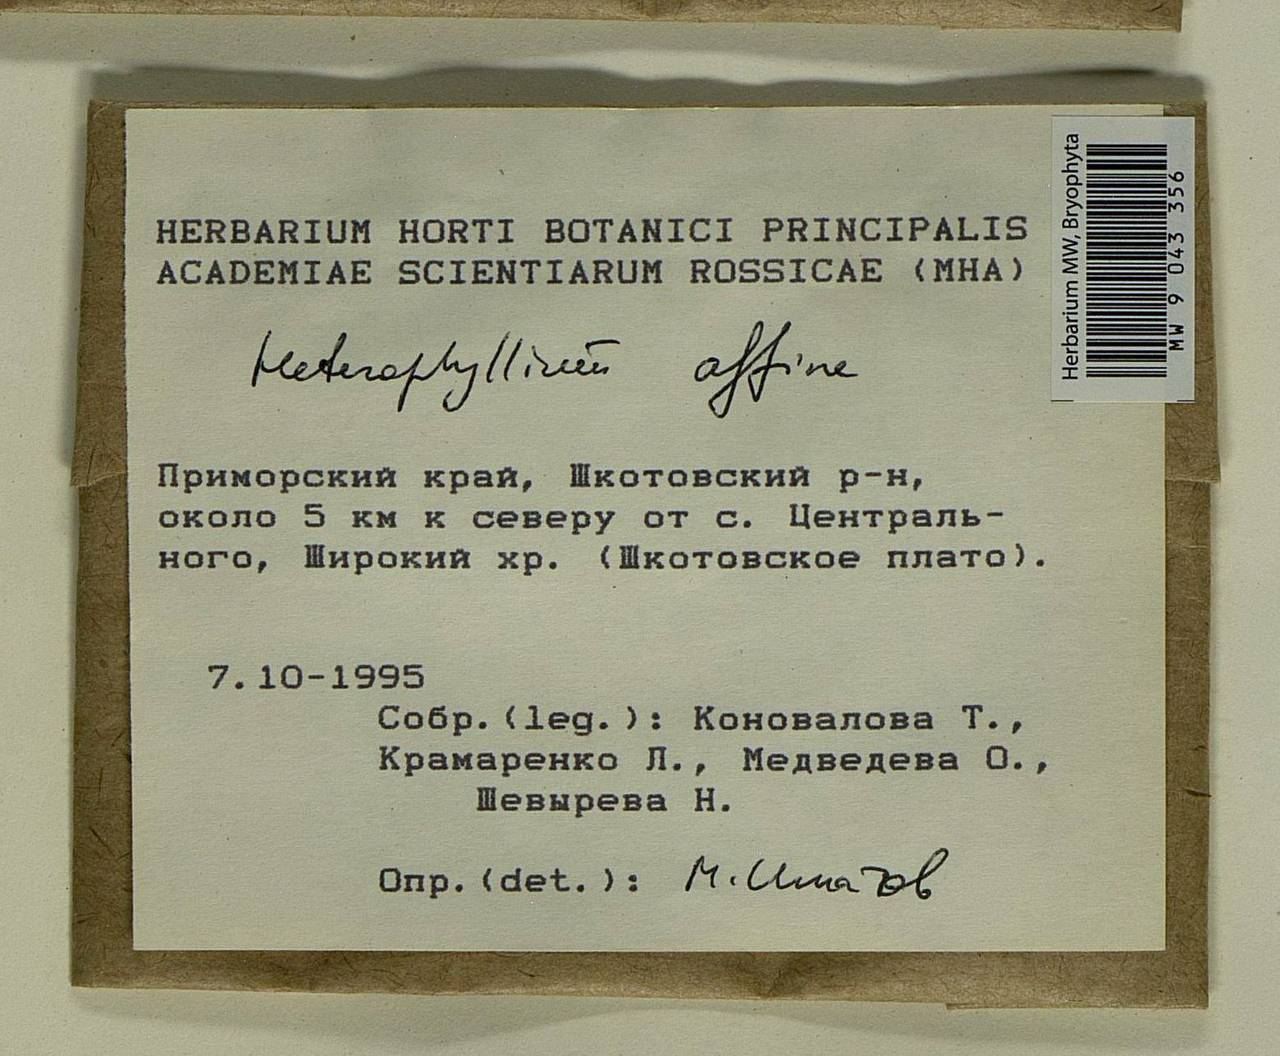 HERBARIUM HORTI BOTANICI PRINCIPALIS
ACADEMIAE SCIENTIARUM ROSSICAE (MHA)
Heterophyllium affine
Приморский край, Шкотовский р-н,
около 5 км к северу от с. Централь-
ного, Широкий хр. (Шкотовское плато).
7.10-1995
Собр.(leg.): Коновалова Т.,
Крамаренко Л., Медведева О.,
Шевырева Н.
Опр.(det.): М. Игнатов
Herbarium MW, Bryophyta
MW 9 043 356